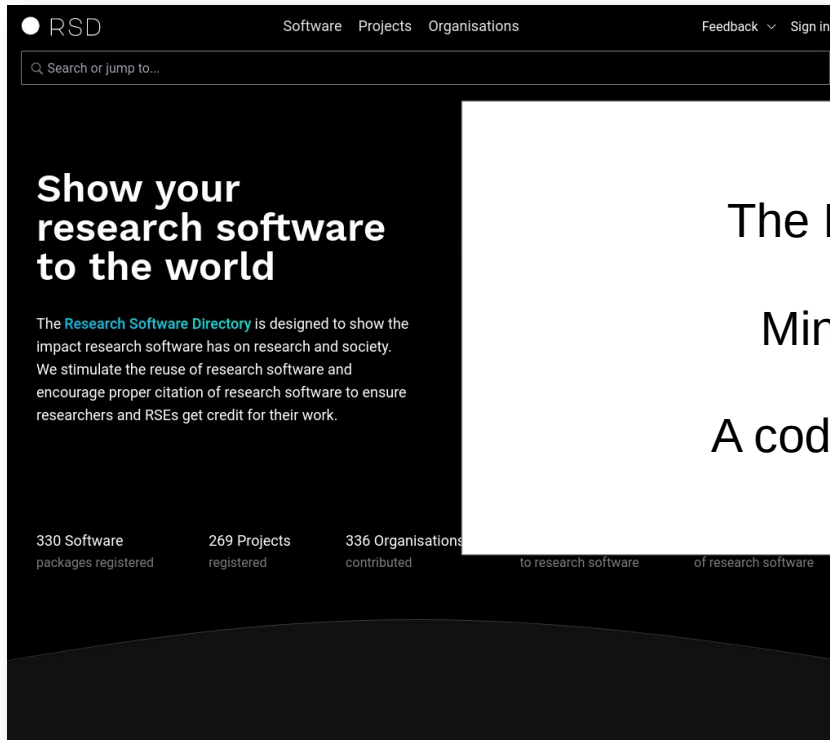 RSD
Software Projects Organisations
Feedback Sign in
Search or jump to...
Show your
research software
to the world
The Research Software Directory is designed to show the
impact research software has on research and society.
We stimulate the reuse of research software and
encourage proper citation of research software to ensure
researchers and RSEs get credit for their work.
The
A
330 Software
packages registered
269 Projects
registered
336 Organisations
contributed
to research software
of research software